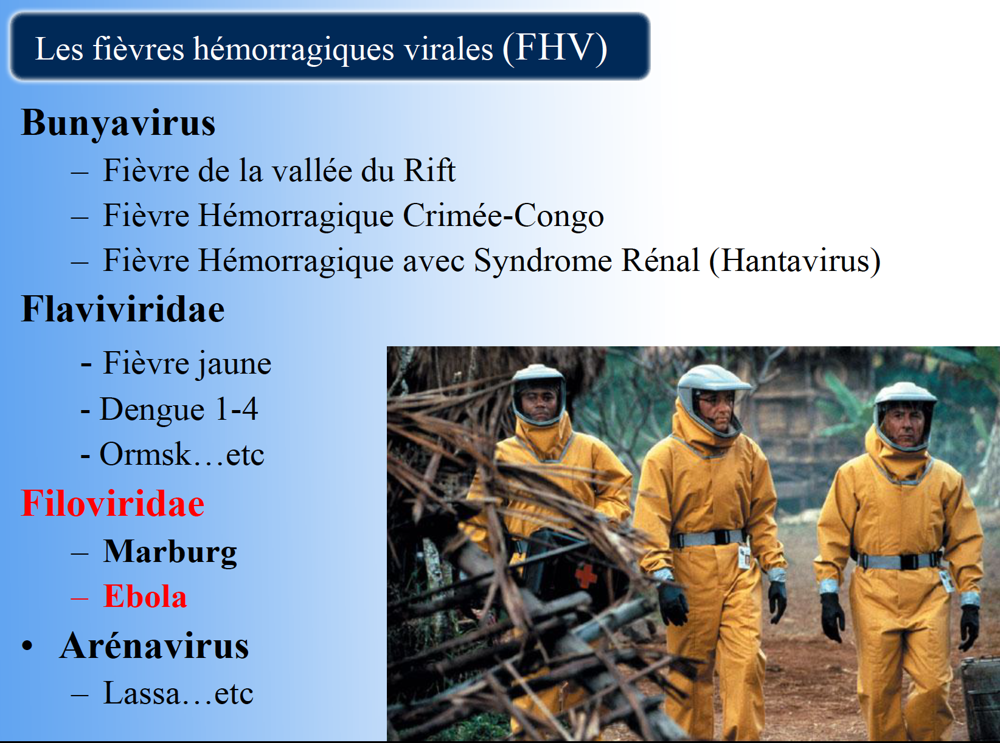 Les fièvres hémorragiques virales (FHV)
Bunyavirus
– Fièvre de la vallée du Rift
– Fièvre Hémorragique Crimée-Congo
– Fièvre Hémorragique avec Syndrome Rénal (Hantavirus)
Flaviviridae
- Fièvre jaune
- Dengue 1-4
- Ormsk…etc
Filoviridae
– Marburg
– Ebola
• Arénavirus
– Lassa…etc